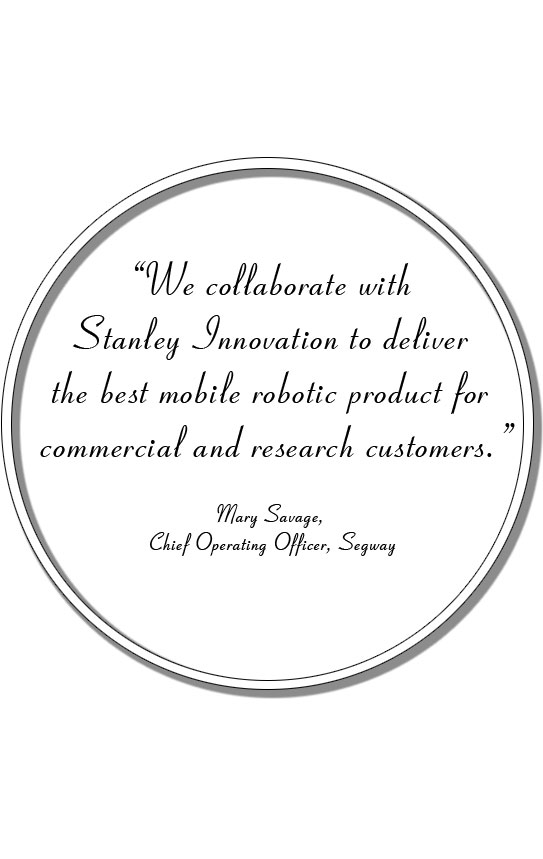 “We collaborate with
Stanley Innovation to deliver
the best mobile robotic product for
commercial and research customers.”
Mary Savage,
Chief Operating Officer, Segway